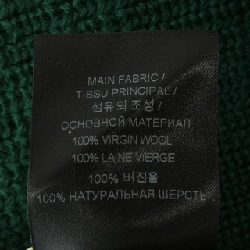 MAIN FABRIC/
TISSU PRINCIPAL/
섬유의 조성/
ОСНОВНОЙ МАТЕРИАЛ
100% VIRGIN WOOL
100% LAINE VIERGE
100% 버진울
100% НАТУРАЛЬНАЯ ШЕРСТЬ